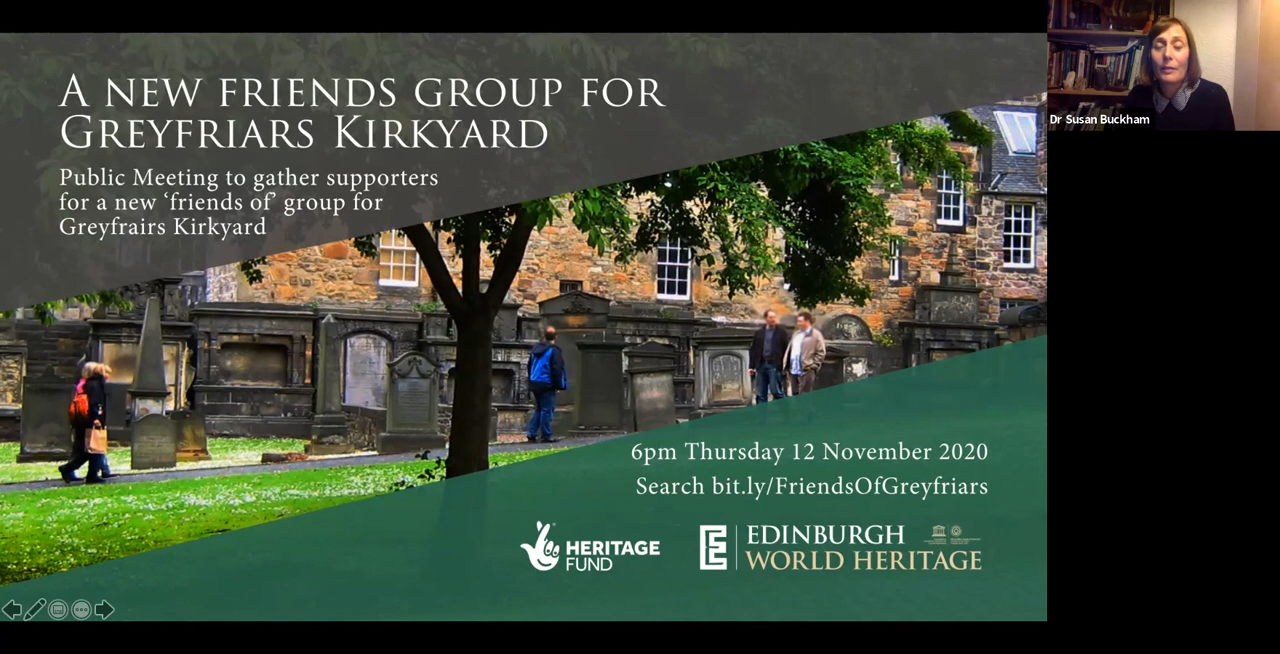 A NEW FRIENDS GROUP FOR
GREYFRIARS KIRKYARD
Public Meeting to gather supporters
for a new ‘friends of’ group for
Greyfrairs Kirkyard
6pm Thursday 12 November 2020
Search bit.ly/FriendsOfGreyfriars
HERITAGE
FUND
EDINBURGH
WORLD HERITAGE
Dr Susan Buckham